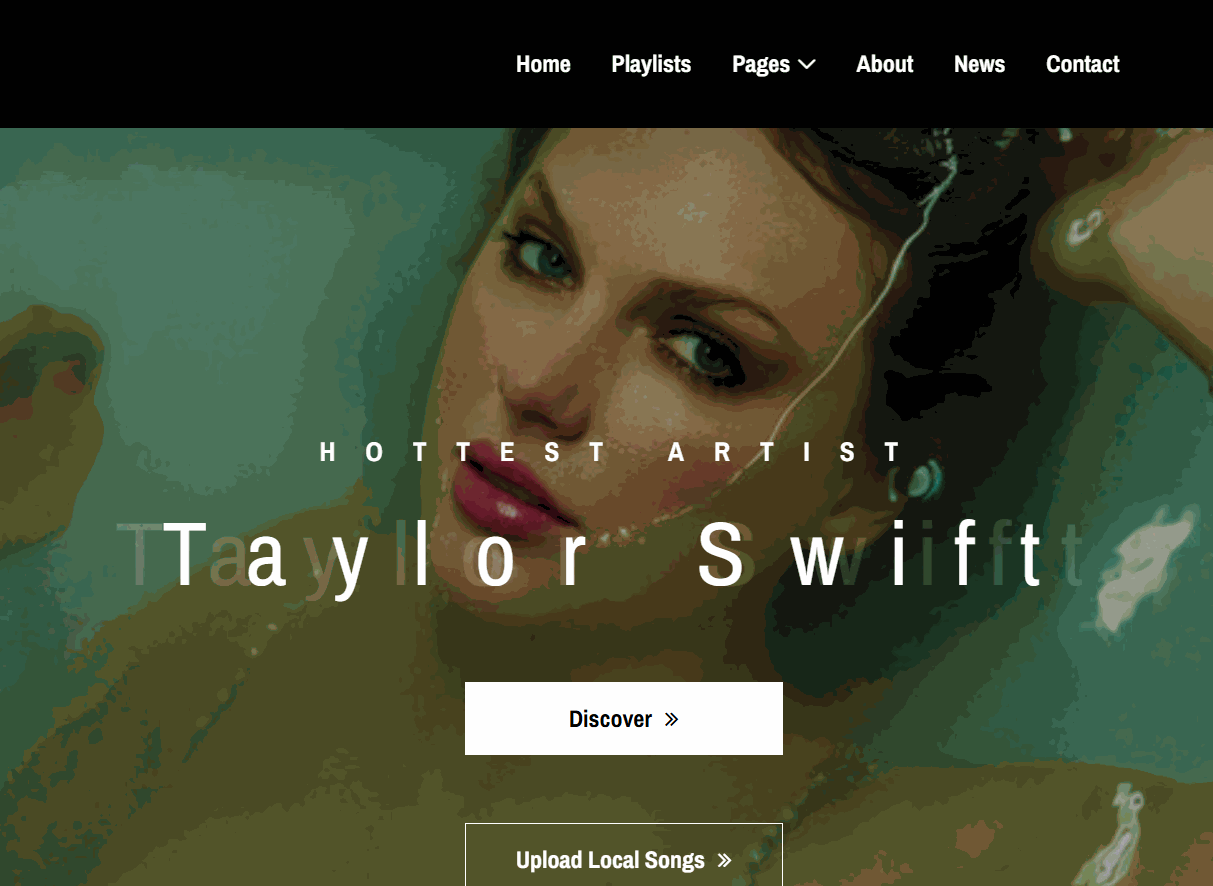 Home Playlists Pages About News Contact
HOTTEST ARTIST
Taylor Swift
Discover »
Upload Local Songs »